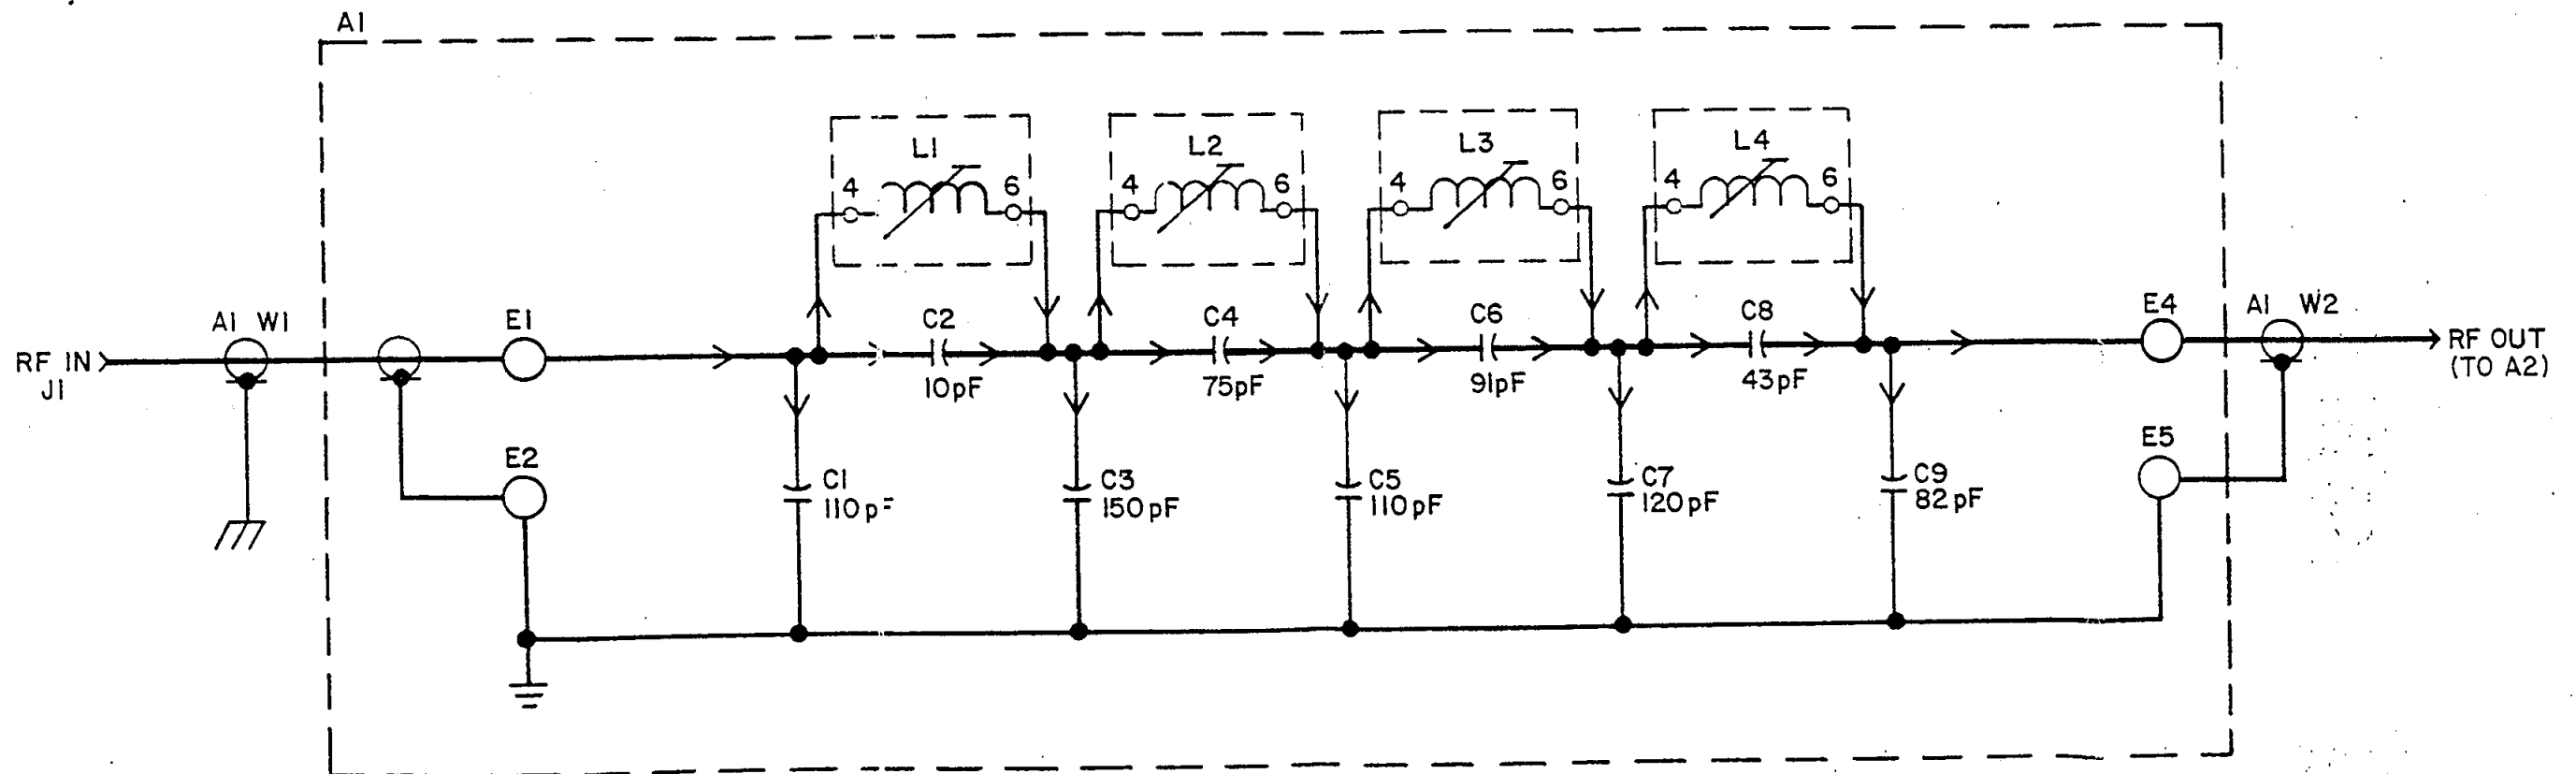 A1
L1
4
6
L2
4
6
L3
4
6
L4
4
6
A1 W1
E1
C2
10pF
C4
75pF
C6
91pF
C8
43pF
E4
A1 W2
RF IN
J1
RF OUT
(TO A2)
E2
E5
C1
110p
C3
150pF
C5
110pF
C7
120pF
C9
82pF